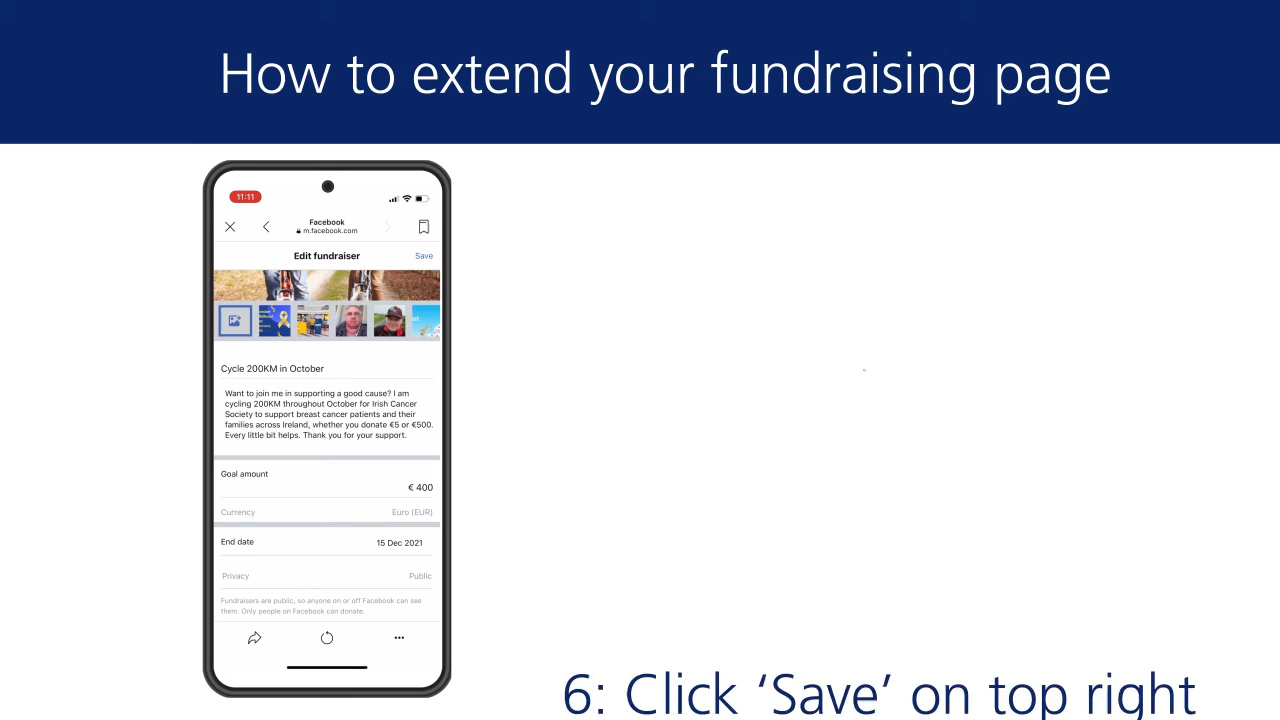 How to extend your fundraising page
11:11
Facebook
m.facebook.com
Edit fundraiser
Save
Cycle 200KM in October
Want to join me in supporting a good cause? I am
cycling 200KM throughout October for Irish Cancer
Society to support breast cancer patients and their
families across Ireland, whether you donate €5 or €500.
Every little bit helps. Thank you for your support.
Goal amount
€ 400
Currency
Euro (EUR)
End date
15 Dec 2021
Privacy
Public
Fundraisers are public, so anyone on or off Facebook can see
them. Only people on Facebook can donate.
6: Click ‘Save’ on top right